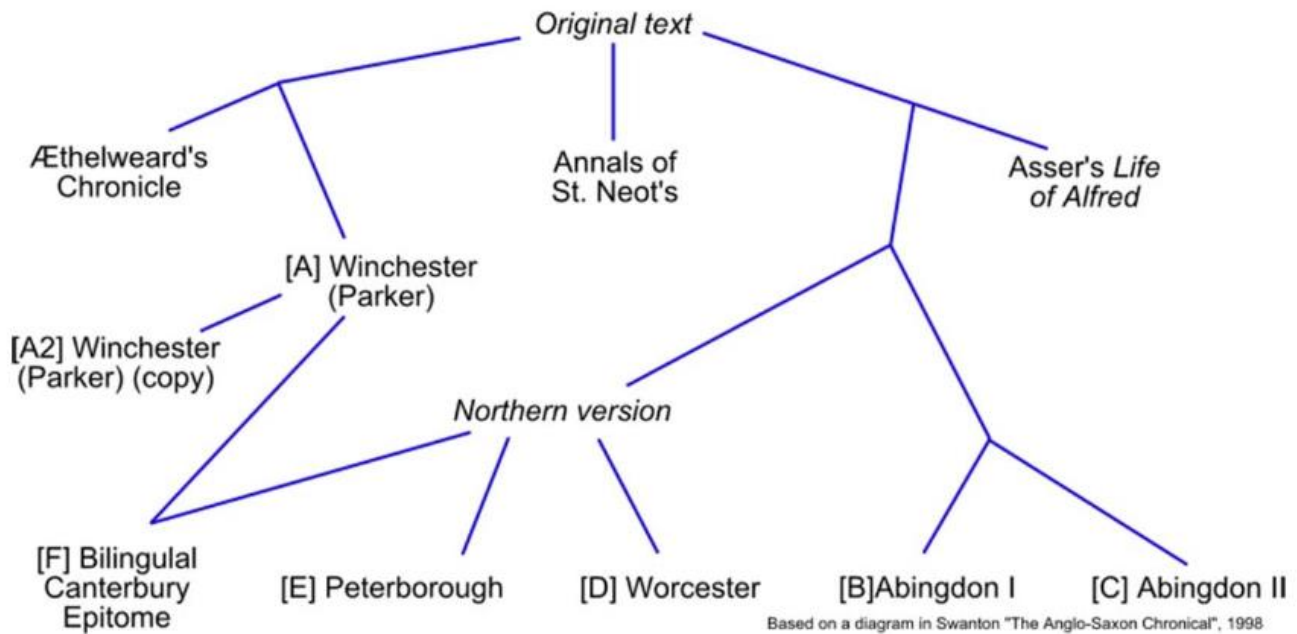 Original text
Æthelweard's
Chronicle
Annals of
St. Neot's
Asser's Life
of Alfred
[A] Winchester
(Parker)
[A2] Winchester
(Parker) (copy)
Northern version
[F] Bilingulal
Canterbury
Epitome
[E] Peterborough
[D] Worcester
[B]Abingdon I
[C] Abingdon II
Based on a diagram in Swanton "The Anglo-Saxon Chronical", 1998